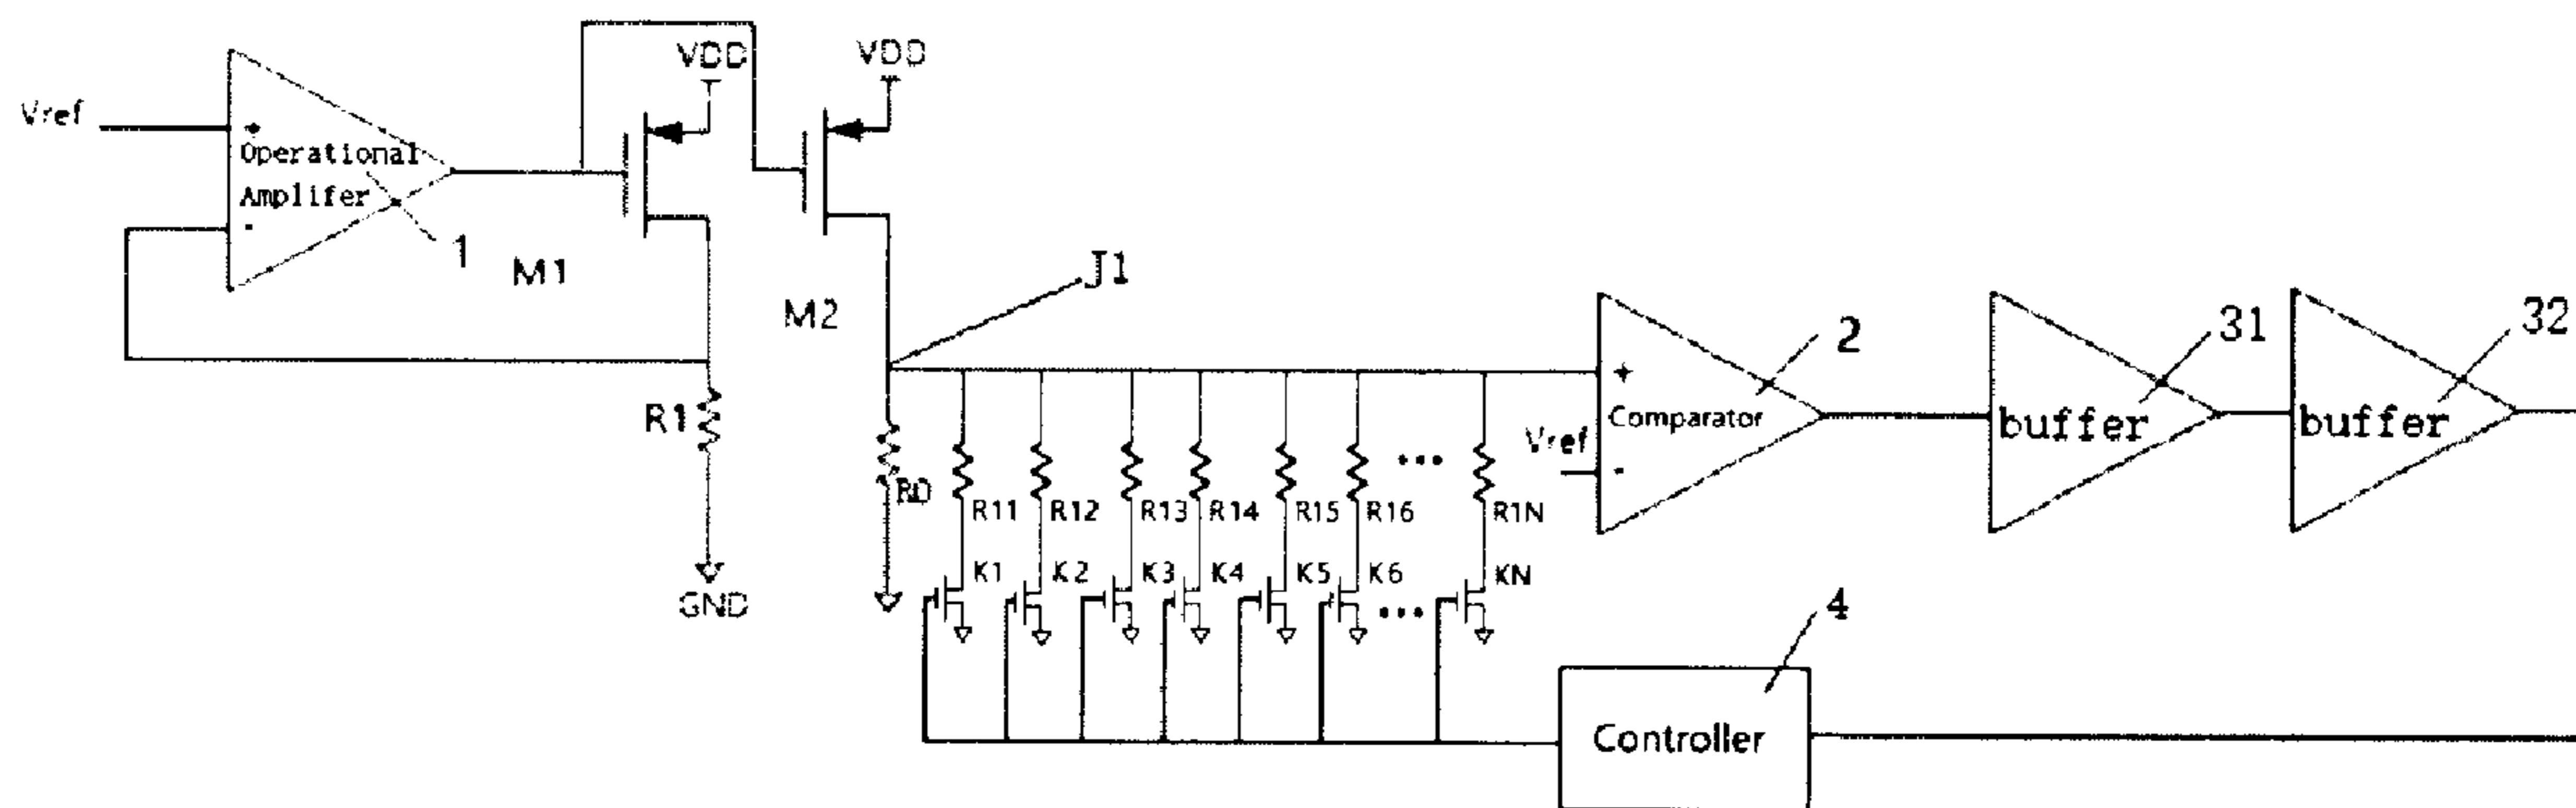 VDD
VDD
Vref
+
Operational
Amplifer
-
1
M1
M2
J1
R1
GND
R0
R11
R12
R13
R14
R15
R16
...
R1N
K1
K2
K3
K4
K5
K6
...
KN
+
Comparator
Vref
-
2
buffer
31
buffer
32
4
Controller